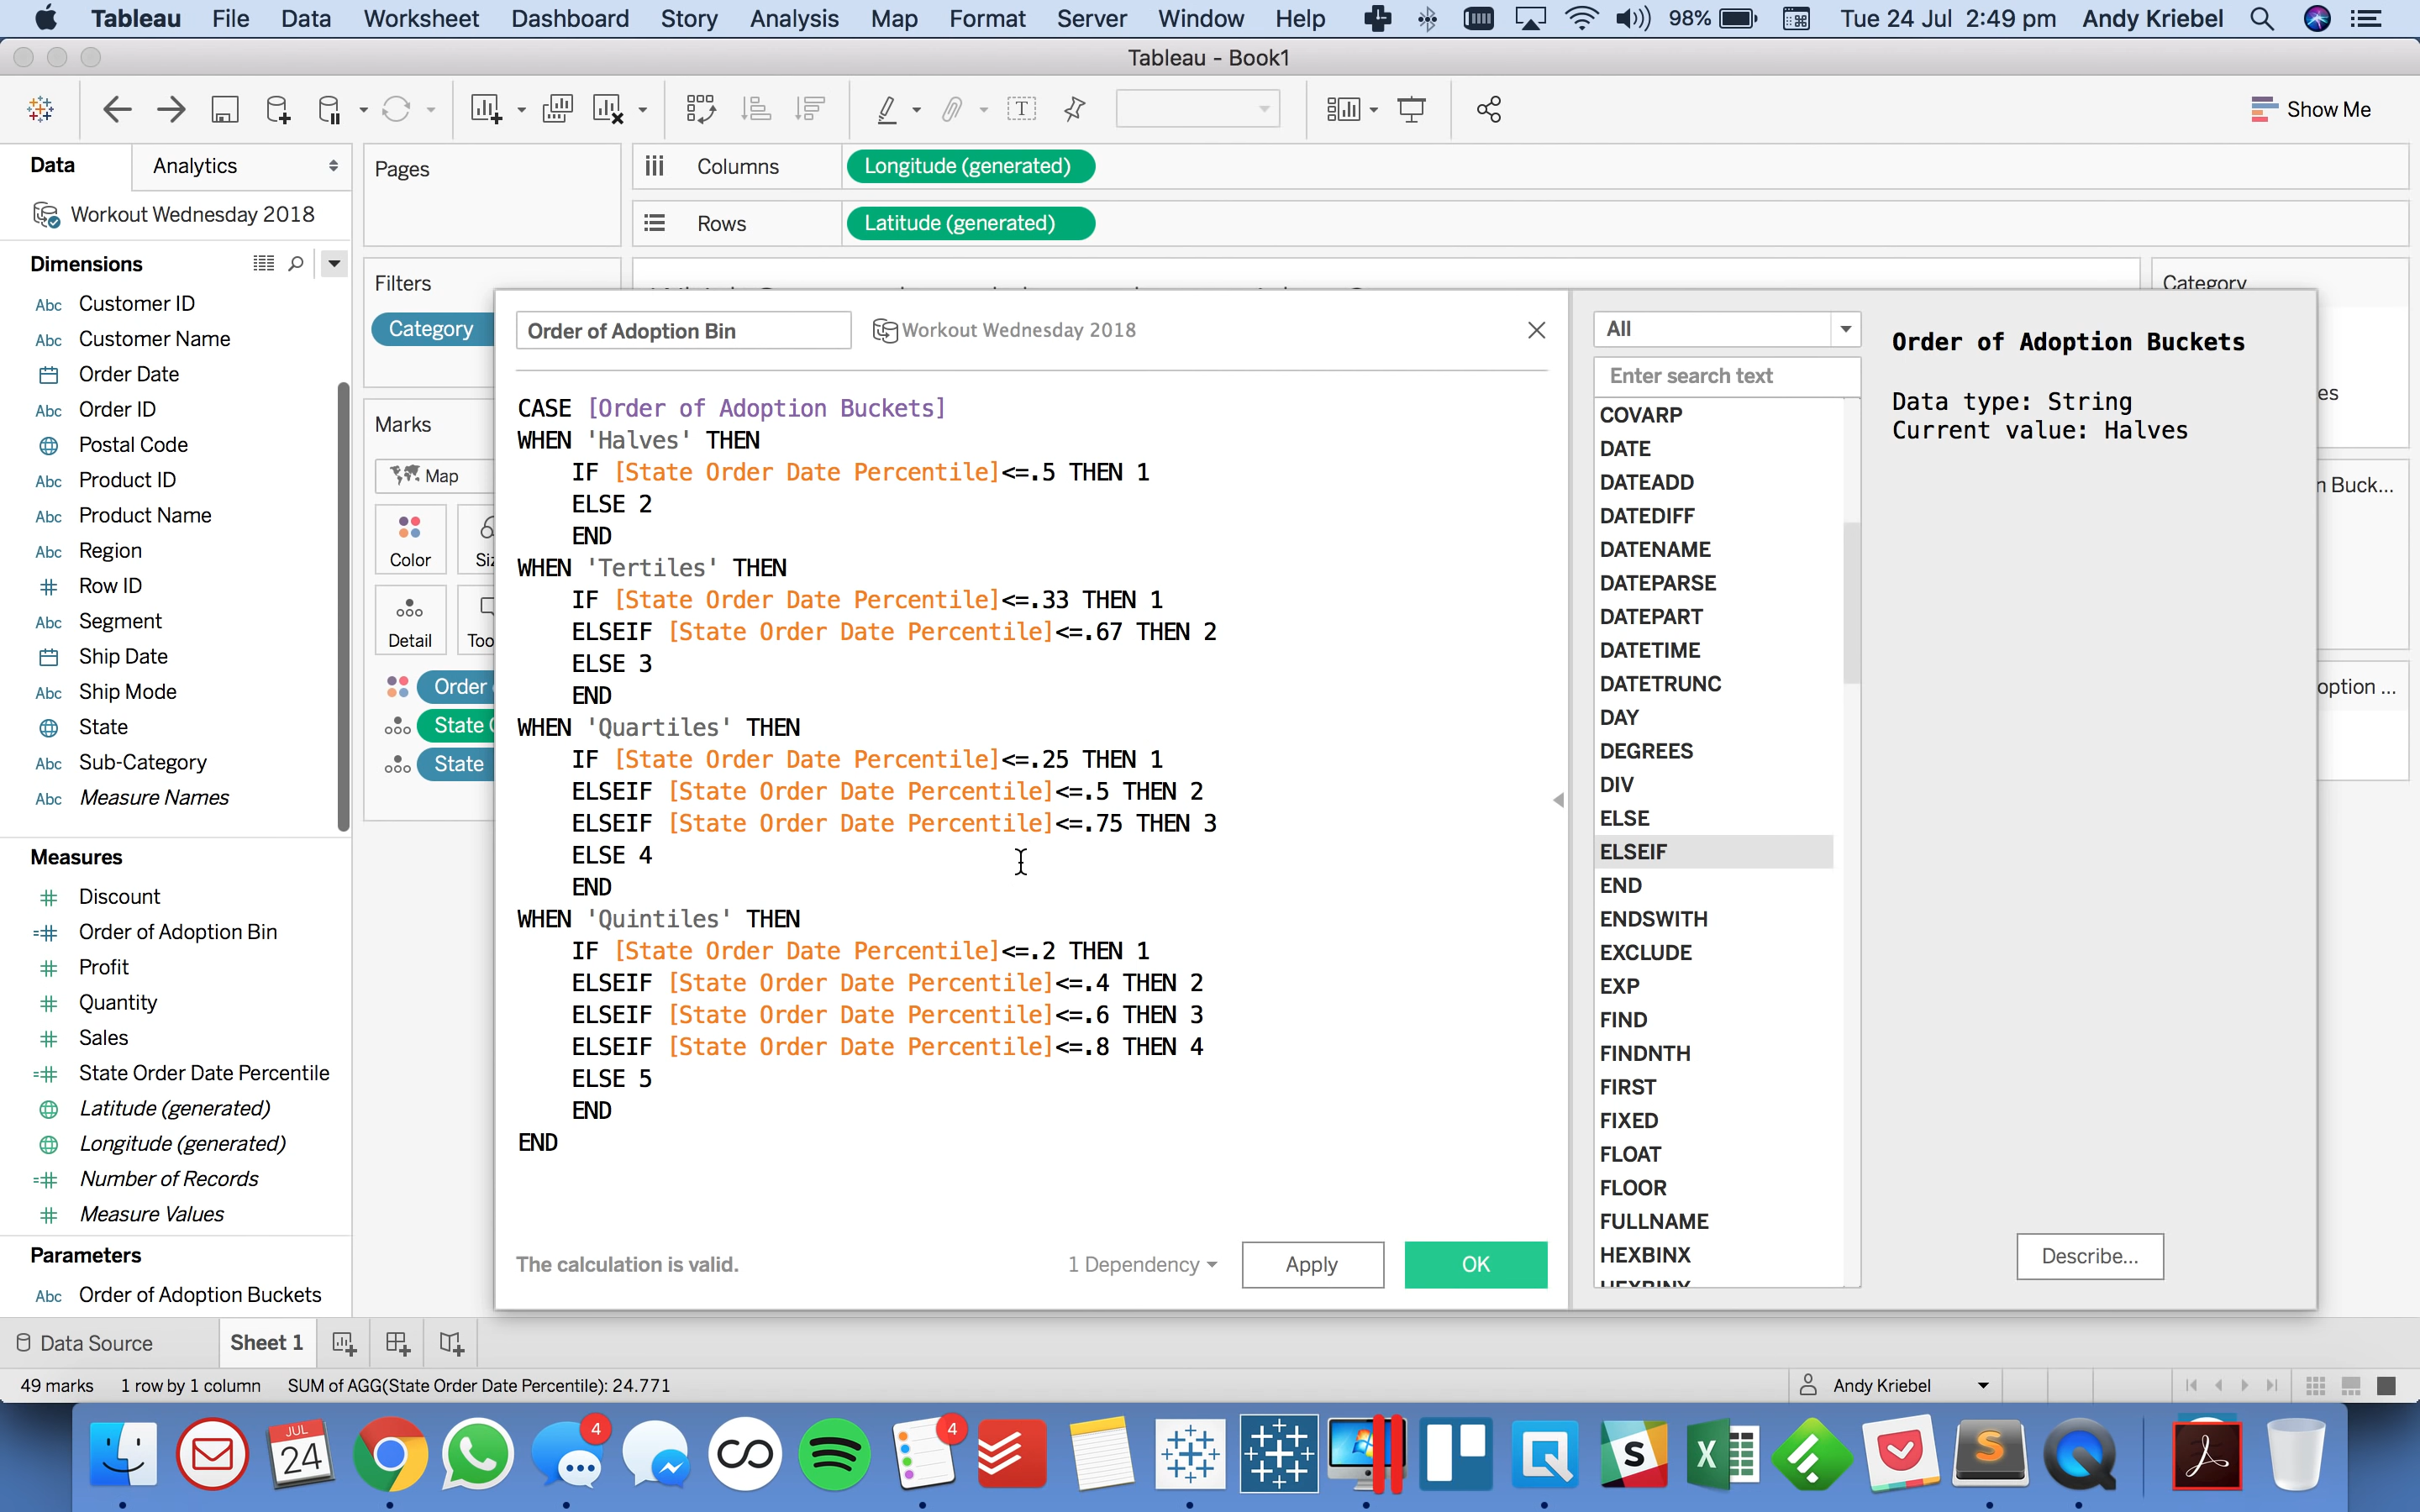 Tableau File Data Worksheet Dashboard Story Analysis Map Format Server Window Help 98% Tue 24 Jul 2:49 pm Andy Kriebel
Tableau - Book1
Show Me
Data Analytics
Pages
Columns Longitude (generated)
Workout Wednesday 2018
Rows Latitude (generated)
Dimensions
Filters
Category
Category
Customer ID
Customer Name
Order Date
Order ID
Postal Code
Product ID
Product Name
Region
Row ID
Segment
Ship Date
Ship Mode
State
Sub-Category
Measure Names
Marks
Map
Color
Siz
Detail
Too
Order
State
State
Measures
Discount
Order of Adoption Bin
Profit
Quantity
Sales
State Order Date Percentile
Latitude (generated)
Longitude (generated)
Number of Records
Measure Values
Parameters
Order of Adoption Buckets
Order of Adoption Bin Workout Wednesday 2018
CASE [Order of Adoption Buckets]
WHEN 'Halves' THEN
IF [State Order Date Percentile]<=.5 THEN 1
ELSE 2
END
WHEN 'Tertiles' THEN
IF [State Order Date Percentile]<=.33 THEN 1
ELSEIF [State Order Date Percentile]<=.67 THEN 2
ELSE 3
END
WHEN 'Quartiles' THEN
IF [State Order Date Percentile]<=.25 THEN 1
ELSEIF [State Order Date Percentile]<=.5 THEN 2
ELSEIF [State Order Date Percentile]<=.75 THEN 3
ELSE 4
END
WHEN 'Quintiles' THEN
IF [State Order Date Percentile]<=.2 THEN 1
ELSEIF [State Order Date Percentile]<=.4 THEN 2
ELSEIF [State Order Date Percentile]<=.6 THEN 3
ELSEIF [State Order Date Percentile]<=.8 THEN 4
ELSE 5
END
END
The calculation is valid. 1 Dependency Apply OK
All
Enter search text
COVARP
DATE
DATEADD
DATEDIFF
DATENAME
DATEPARSE
DATEPART
DATETIME
DATETRUNC
DAY
DEGREES
DIV
ELSE
ELSEIF
END
ENDSWITH
EXCLUDE
EXP
FIND
FINDNTH
FIRST
FIXED
FLOAT
FLOOR
FULLNAME
HEXBINX
HEXBINY
Order of Adoption Buckets
Data type: String
Current value: Halves
Describe...
es
n Buck...
option ...
Data Source Sheet 1
49 marks 1 row by 1 column SUM of AGG(State Order Date Percentile): 24.771 Andy Kriebel
JUL
24
4
4